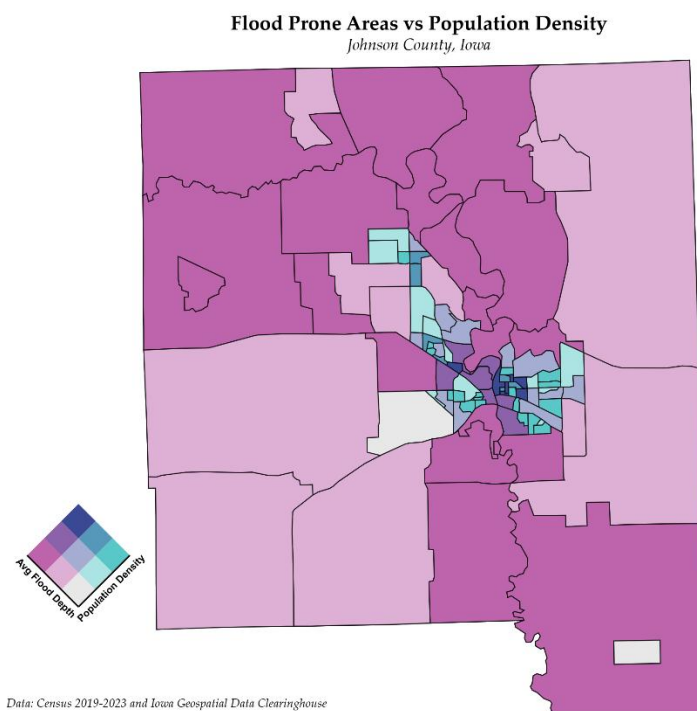 Flood Prone Areas vs Population Density
Johnson County, Iowa
Avg Flood Depth
Population Density
Data: Census 2019-2023 and Iowa Geospatial Data Clearinghouse